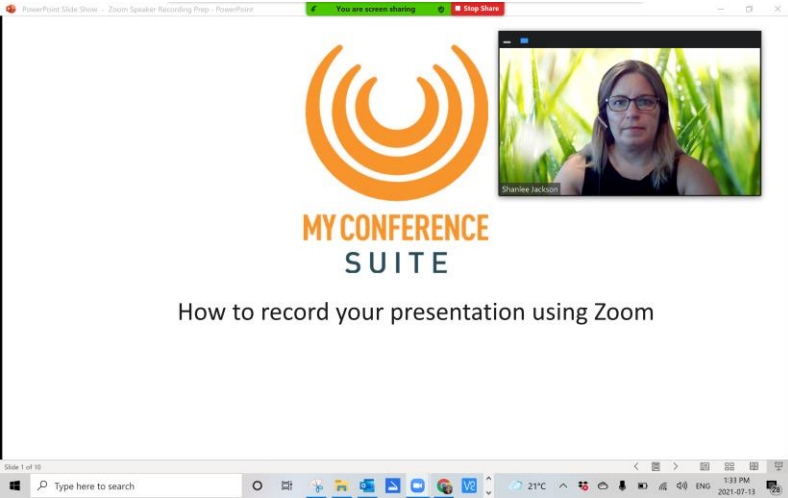 PowerPoint Slide Show - Zoom Speaker Recording Prep - PowerPoint
You are screen sharing
Stop Share
Shanlee Jackson
MY CONFERENCE
SUITE
How to record your presentation using Zoom
Slide 1 of 10
Type here to search
21°C
ENG
1:33 PM
2021-07-13